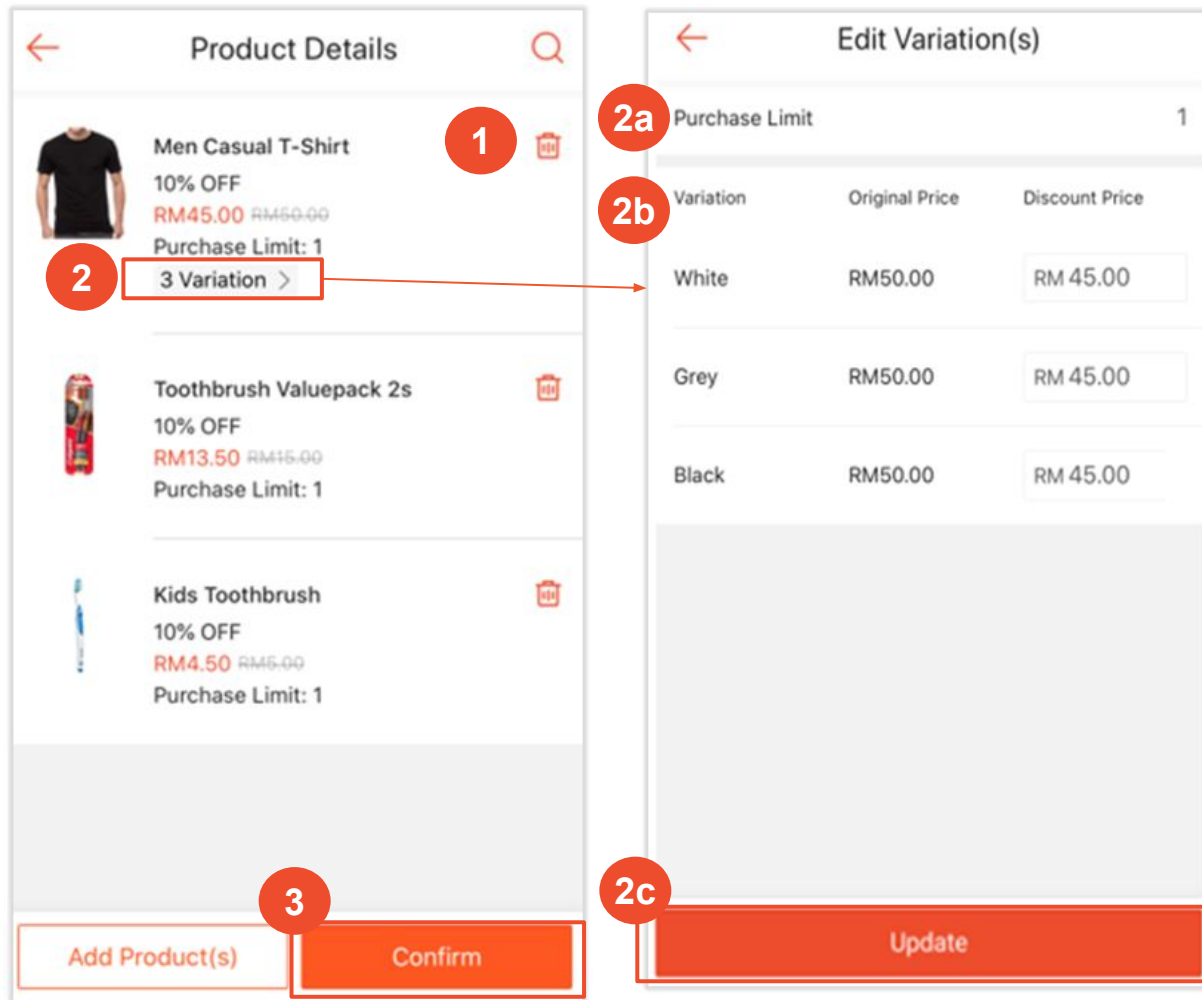 Product Details
1
Men Casual T-Shirt
10% OFF
RM45.00 RM50.00
Purchase Limit: 1
2
3 Variation >
Toothbrush Valuepack 2s
10% OFF
RM13.50 RM15.00
Purchase Limit: 1
Kids Toothbrush
10% OFF
RM4.50 RM5.00
Purchase Limit: 1
3
Add Product(s) Confirm
Edit Variation(s)
2a Purchase Limit 1
2b Variation Original Price Discount Price
White RM50.00 RM 45.00
Grey RM50.00 RM 45.00
Black RM50.00 RM 45.00
2c
Update